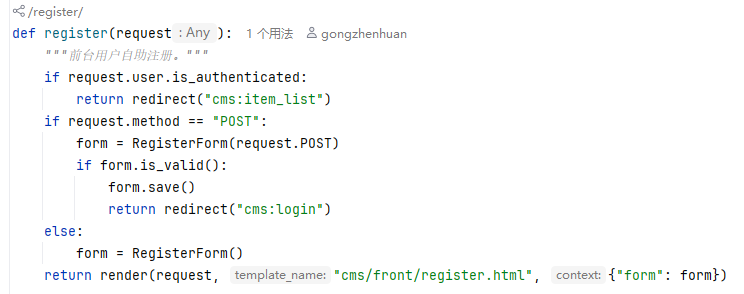 /register/
def register(request : Any ): 1 个用法 gongzhenhuan
    """前台用户自助注册。"""
    if request.user.is_authenticated:
        return redirect("cms:item_list")
    if request.method == "POST":
        form = RegisterForm(request.POST)
        if form.is_valid():
            form.save()
            return redirect("cms:login")
    else:
        form = RegisterForm()
    return render(request, template_name: "cms/front/register.html", context: {"form": form})